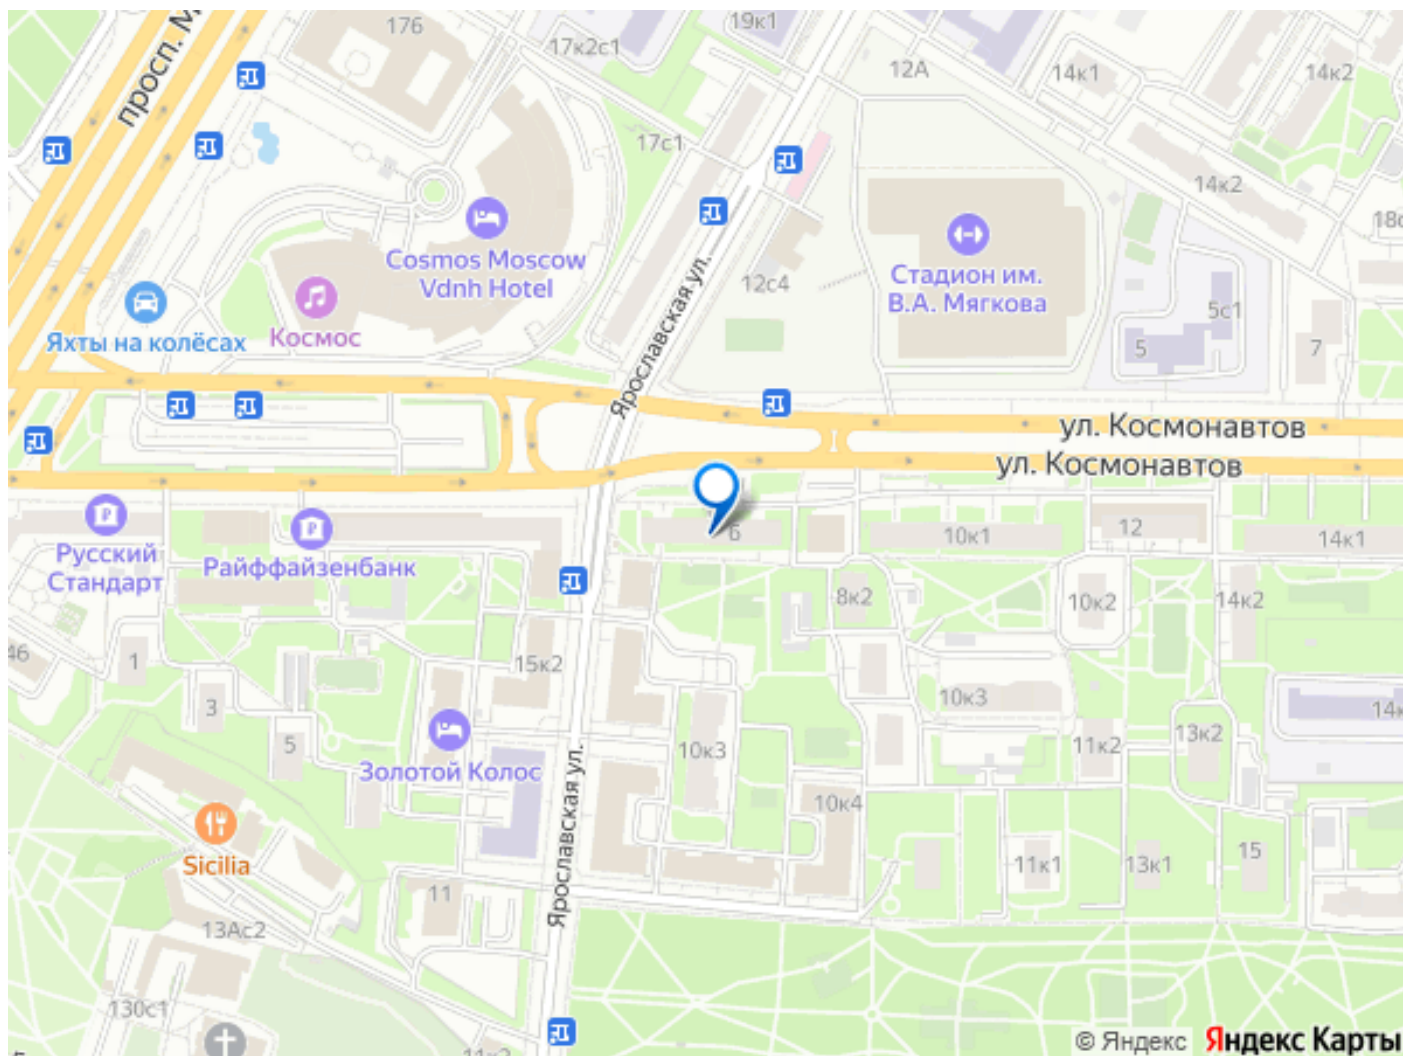 176
19к1
17к2с1
просп. М
12А
14к1
14к2
17с1
14к2
18с
Cosmos Moscow
Vdnh Hotel
Стадион им.
В.А. Мягкова
12с4
5с1
Яхты на колёсах
Космос
5
7
Ярославская ул.
ул. Космонавтов
ул. Космонавтов
Русский
Стандарт
Райффайзенбанк
6
10к1
12
14к1
8к2
10к2
14к2
46
1
15к2
3
10к3
14к
5
10к3
11к2
13к2
Золотой Колос
10к4
Ярославская ул.
Sicilia
11к1
13к1
15
11
13Ас2
130с1
11к2
© Яндекс
Яндекс Карты